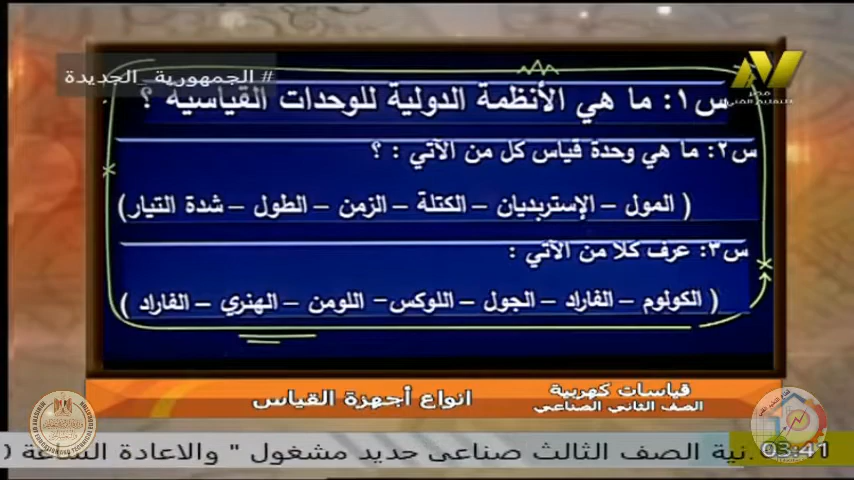 #الجمهورية_الجديدة
مصر
س١: ما هي الأنظمة الدولية للوحدات القياسيه ؟
س٢: ما هي وحدة قياس كل من الآتي : ؟
( المول – الإستربديان – الكتلة – الزمن – الطول – شدة التيار)
س٣: عرف كلا من الآتي :
( الكولوم – الفاراد – الجول – اللوكس – اللومن – الهنري – الفاراد )
قياسات كهربية
الصف الثاني الصناعي
انواع أجهزة القياس
نية الصف الثالث صناعى حديد مشغول " والاعادة الساعة
03:41